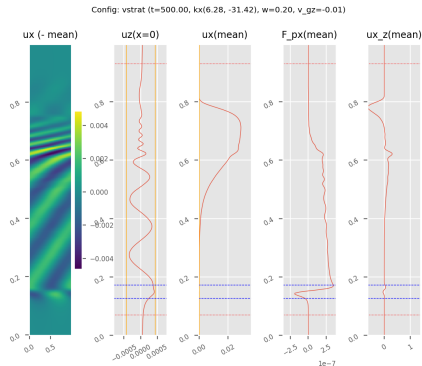 Config: vstrat (t=500.00, kx(6.28, -31.42), w=0.20, v_gz=-0.01)
ux (- mean) uz(x=0) ux(mean) F_px(mean) ux_z(mean)
0.8 0.8 0.8 0.8 0.8
0.004
0.6 0.002 0.6 0.6 0.6 0.6
0.000
0.4 0.4 0.4 0.4 0.4
−0.002
0.2 −0.004 0.2 0.2 0.2 0.2
0.0 0.0 0.0 0.0 0.0
0.0 0.5 −0.0005 0.0000 0.0005 0.00 0.02 −2.5 0.0 2.5 0 1
1e−7